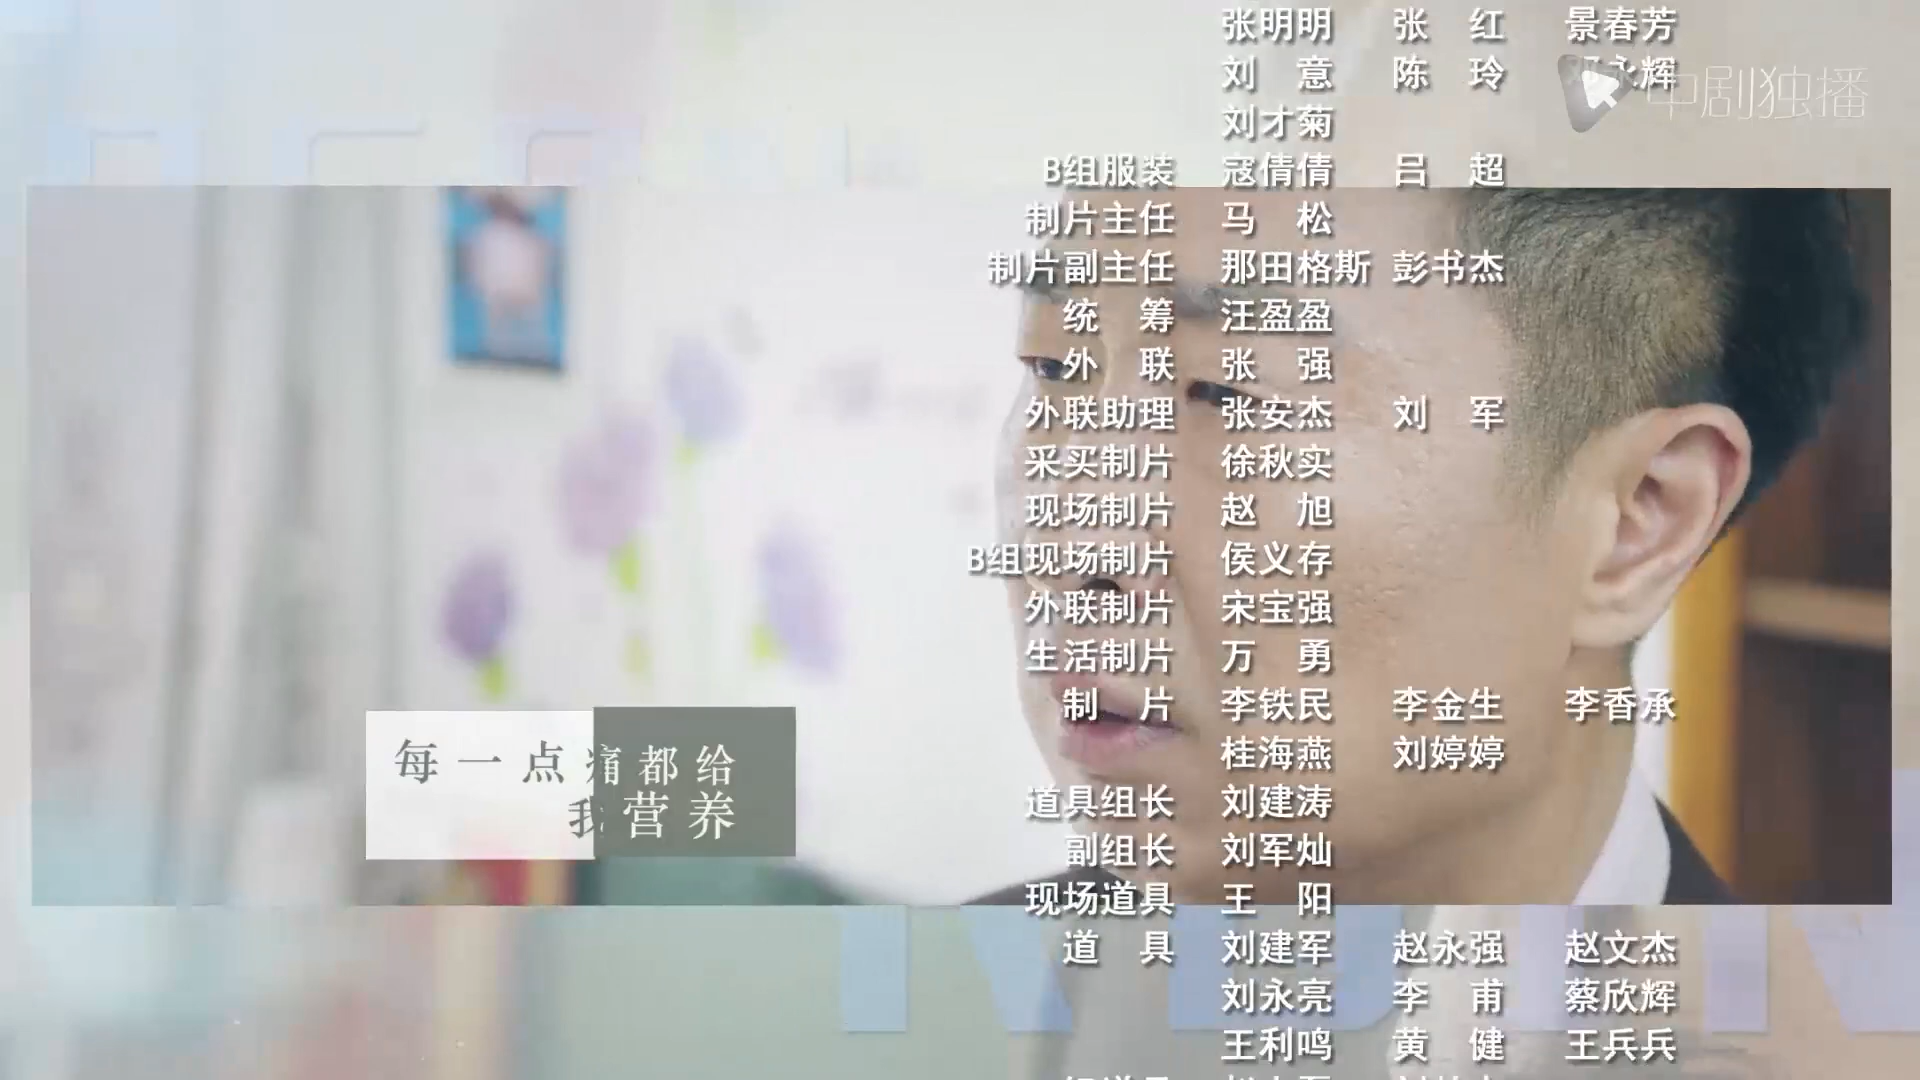 张明明 张 红 景春芳
刘 意 陈 玲 永辉
中剧独播
刘才菊
B组服装 寇倩倩 吕 超
制片主任 马 松
制片副主任 那田格斯 彭书杰
统 筹 汪盈盈
外 联 张 强
外联助理 张安杰 刘 军
采买制片 徐秋实
现场制片 赵 旭
B组现场制片 侯义存
外联制片 宋宝强
生活制片 万 勇
制 片 李铁民 李金生 李香承
桂海燕 刘婷婷
道具组长 刘建涛
副组长 刘军灿
现场道具 王 阳
道 具 刘建军 赵永强 赵文杰
刘永亮 李 甫 蔡欣辉
王利鸣 黄 健 王兵兵
每一点痛都给
我营养